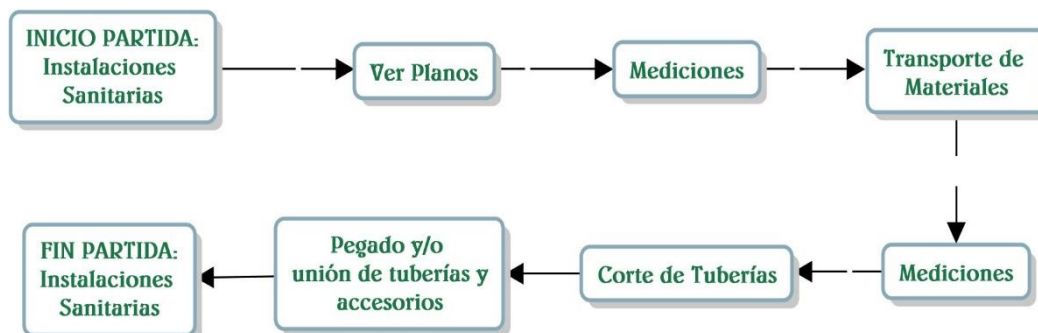 INICIO PARTIDA:
Instalaciones
Sanitarias
Ver Planos
Mediciones
Transporte de
Materiales
Mediciones
Corte de Tuberías
Pegado y/o
unión de tuberías y
accesorios
FIN PARTIDA:
Instalaciones
Sanitarias